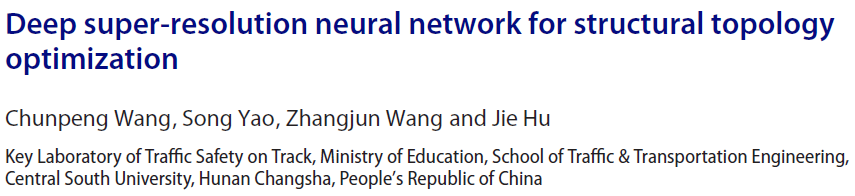 Deep super-resolution neural network for structural topology
optimization
Chunpeng Wang, Song Yao, Zhangjun Wang and Jie Hu
Key Laboratory of Traffic Safety on Track, Ministry of Education, School of Traffic & Transportation Engineering,
Central South University, Hunan Changsha, People’s Republic of China